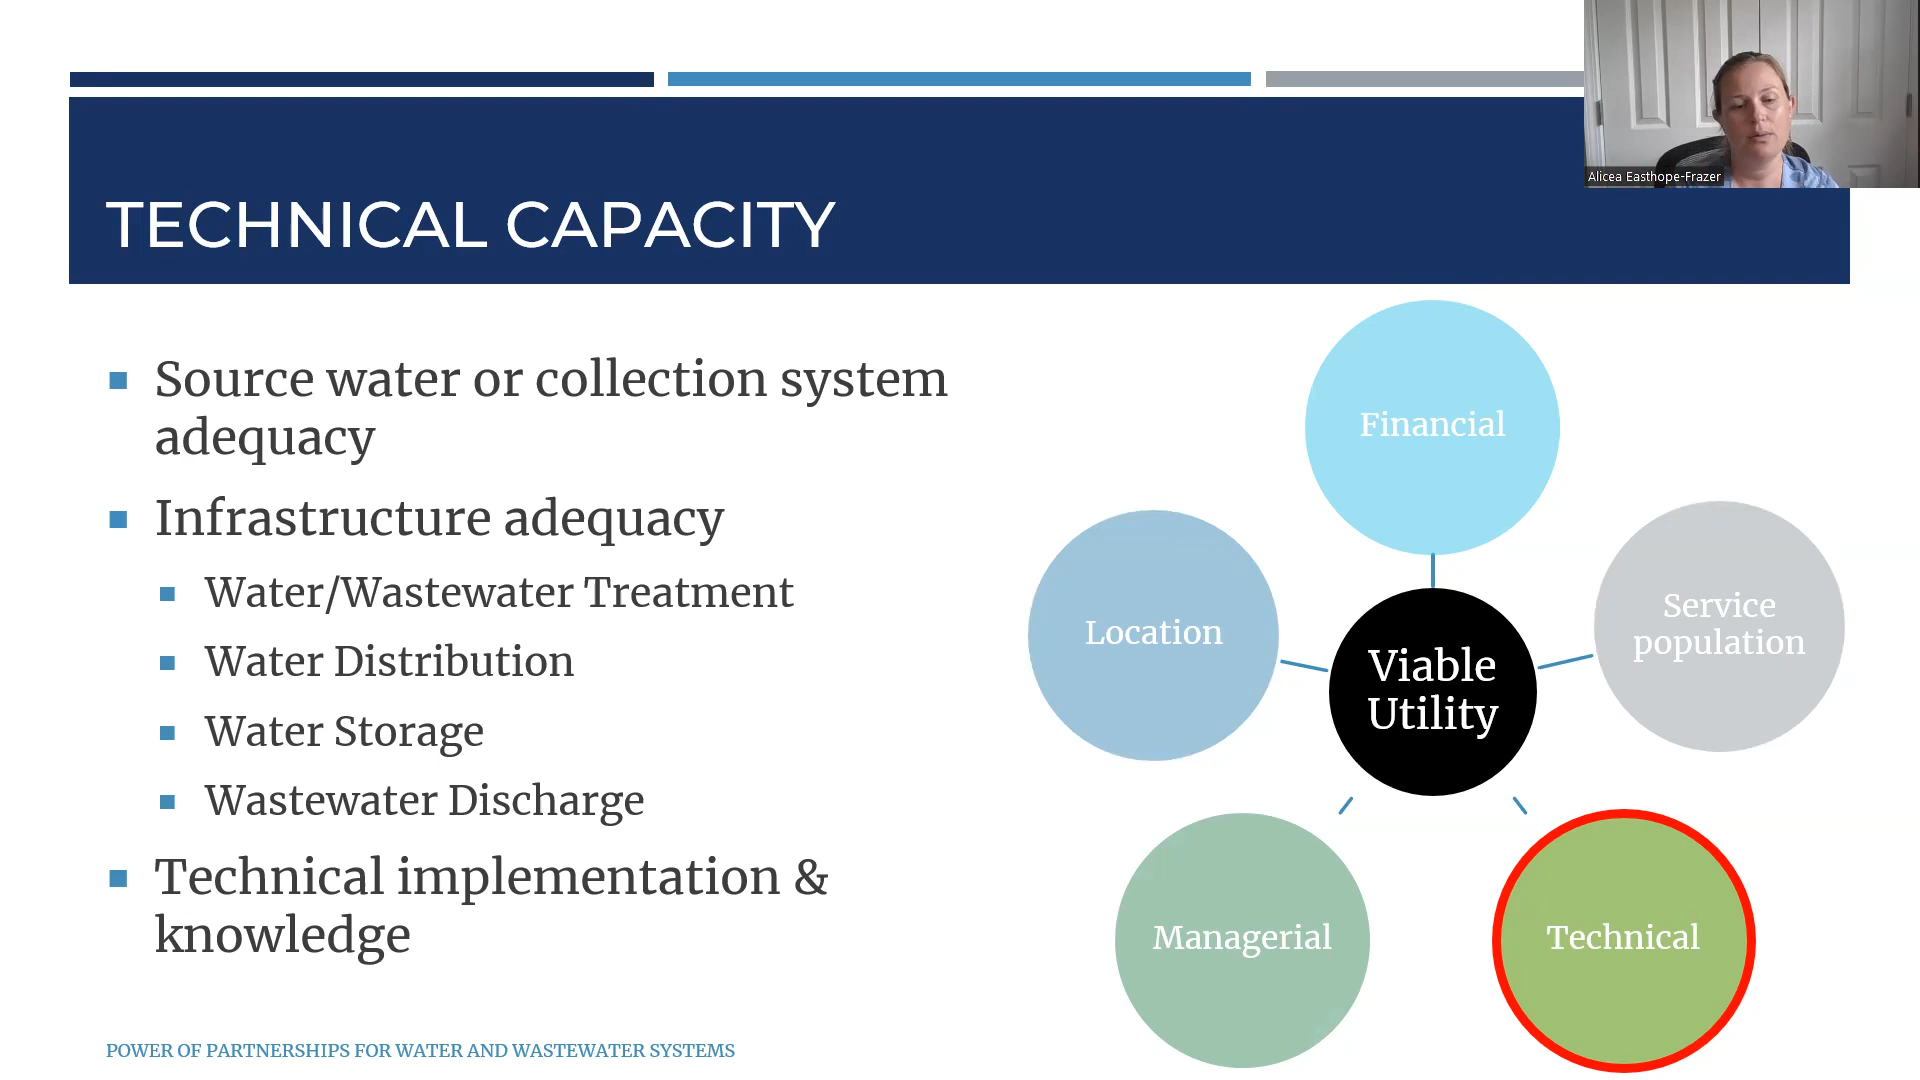 Alicea Easthope-Frazer
TECHNICAL CAPACITY
Source water or collection system
adequacy
Infrastructure adequacy
Water/Wastewater Treatment
Water Distribution
Water Storage
Wastewater Discharge
Technical implementation &
knowledge
Financial
Location
Service
population
Viable
Utility
Managerial
Technical
POWER OF PARTNERSHIPS FOR WATER AND WASTEWATER SYSTEMS